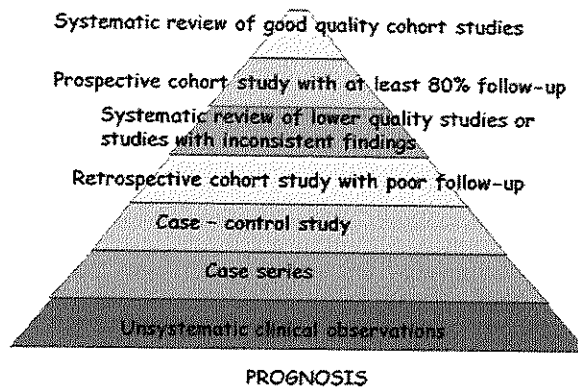 Systematic review of good quality cohort studies
Prospective cohort study with at least 80% follow-up
Systematic review of lower quality studies or
studies with inconsistent findings
Retrospective cohort study with poor follow-up
Case - control study
Case series
Unsystematic clinical observations
PROGNOSIS